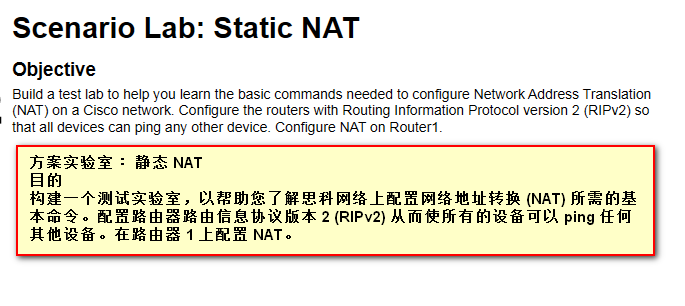 Scenario Lab: Static NAT
Objective
Build a test lab to help you learn the basic commands needed to configure Network Address Translation
(NAT) on a Cisco network. Configure the routers with Routing Information Protocol version 2 (RIPv2) so
that all devices can ping any other device. Configure NAT on Router1.
方案实验室： 静态 NAT
目的
构建一个测试实验室，以帮助您了解思科网络上配置网络地址转换 (NAT) 所需的基
本命令。配置路由器路由信息协议版本 2 (RIPv2) 从而使所有的设备可以 ping 任何
其他设备。在路由器 1 上配置 NAT。